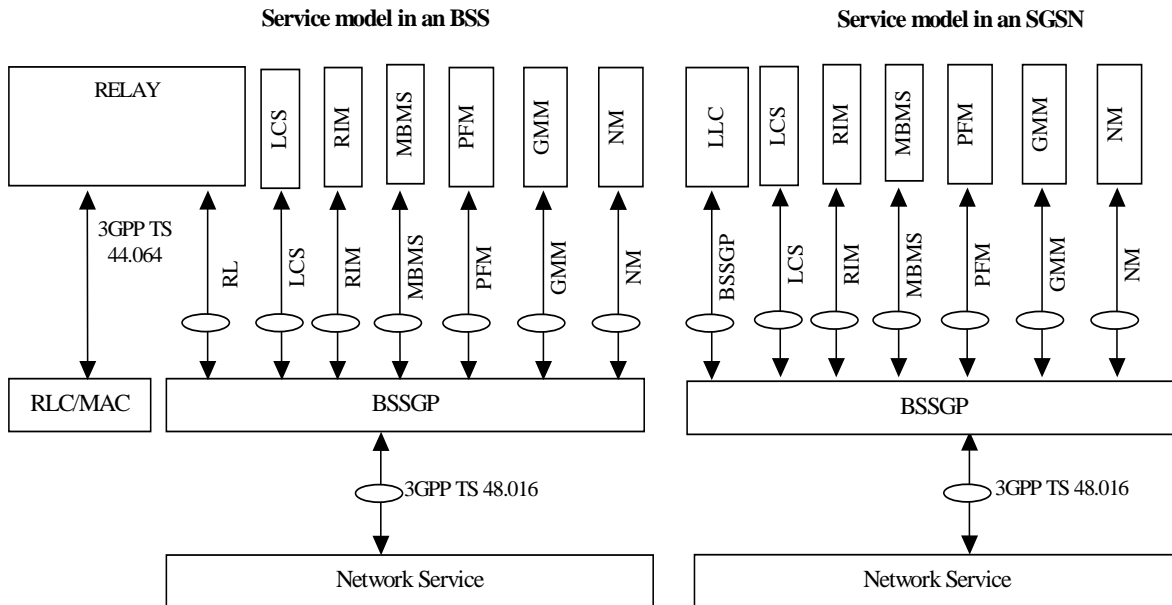 Service model in an BSS
Service model in an SGSN
RELAY
LCS
RIM
MBMS
PFM
GMM
NM
LLC
LCS
RIM
MBMS
PFM
GMM
NM
3GPP TS
44.064
RL
LCS
RIM
MBMS
PFM
GMM
NM
BSSGP
LCS
RIM
MBMS
PFM
GMM
NM
RLC/MAC
BSSGP
BSSGP
3GPP TS 48.016
3GPP TS 48.016
Network Service
Network Service